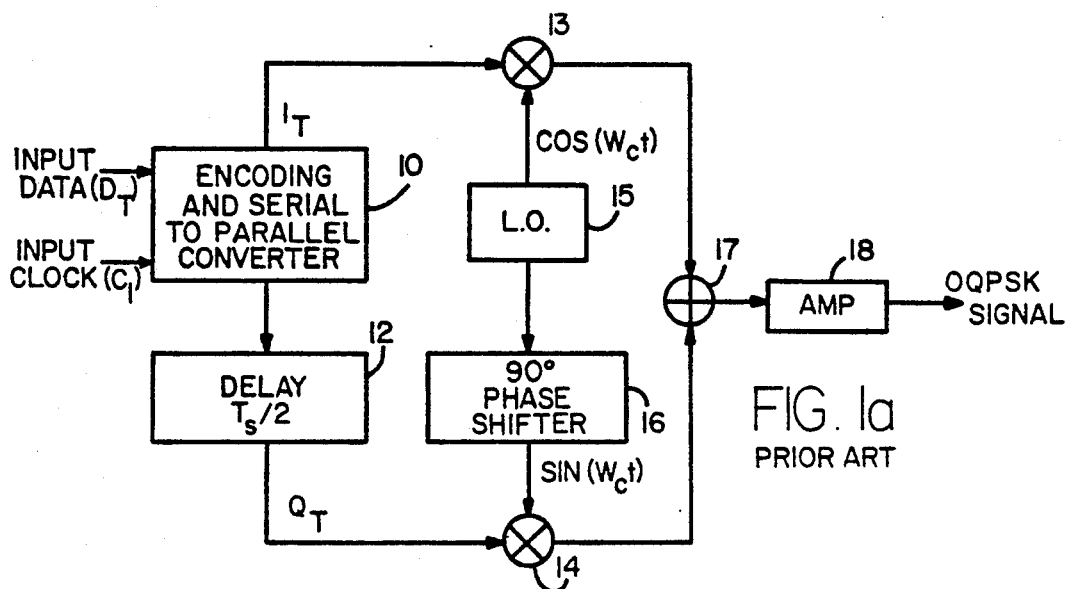 13
I_T
INPUT
DATA (D_T)
INPUT
CLOCK (C_I)
ENCODING
AND SERIAL
TO PARALLEL
CONVERTER
10
COS (W_c t)
L.O.
15
17
18
AMP
OQPSK
SIGNAL
12
DELAY
T_s/2
90°
PHASE
SHIFTER
16
FIG. 1a
PRIOR ART
SIN (W_c t)
Q_T
14